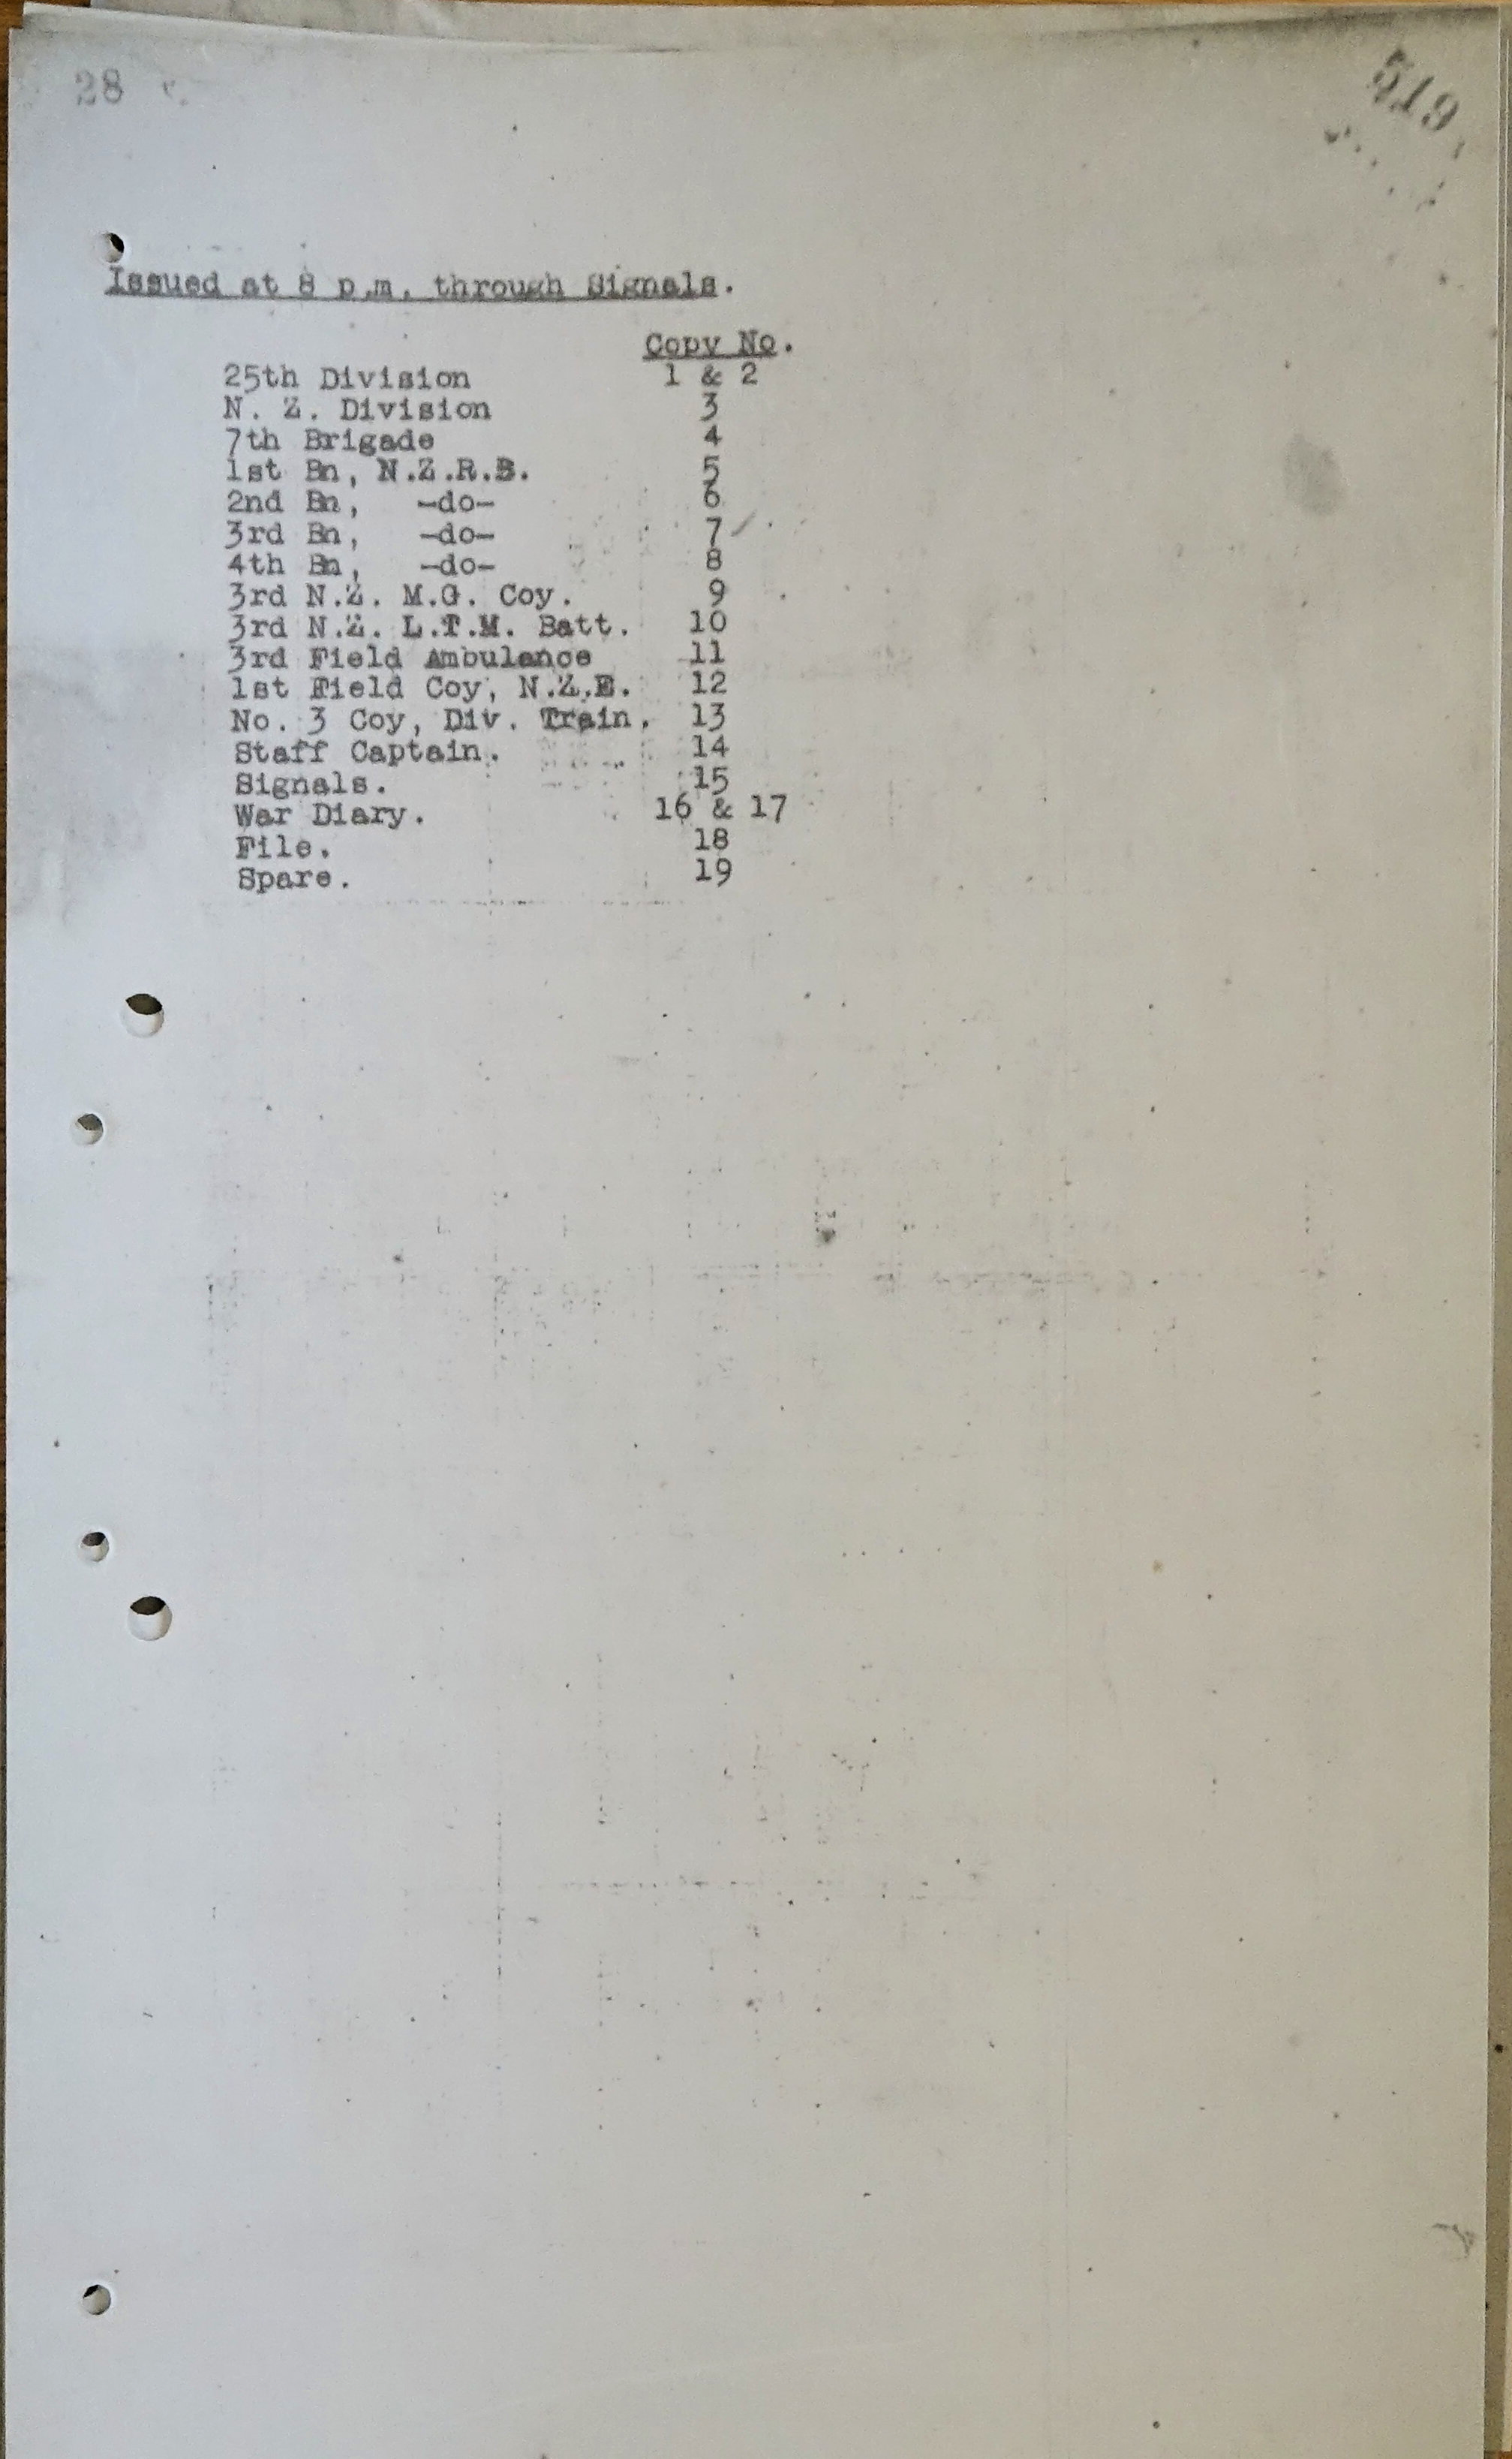 28
519
Issued at 8 p.m. through Signals.
Copy No.
25th Division 1 & 2
N. Z. Division 3
7th Brigade 4
1st Bn, N.Z.R.B. 5
2nd Bn, -do- 6
3rd Bn, -do- 7
4th Bn, -do- 8
3rd N.Z. M.G. Coy. 9
3rd N.Z. L.T.M. Batt. 10
3rd Field Ambulance 11
1st Field Coy, N.Z.E. 12
No. 3 Coy, Div. Train. 13
Staff Captain. 14
Signals. 15
War Diary. 16 & 17
File. 18
Spare. 19